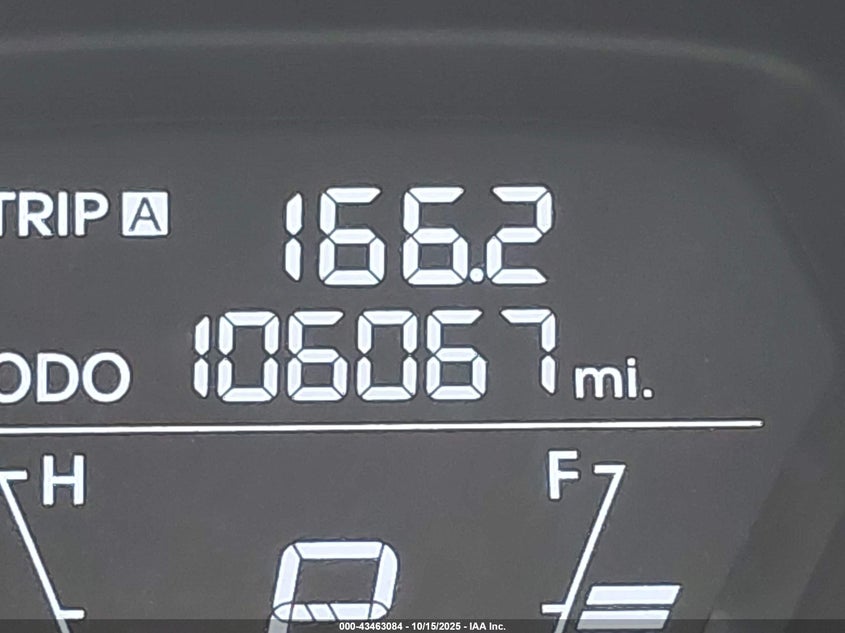 TRIP A 166.2
ODO 106067 mi.
H F
P
000-43463084 - 10/15/2025 - IAA Inc.